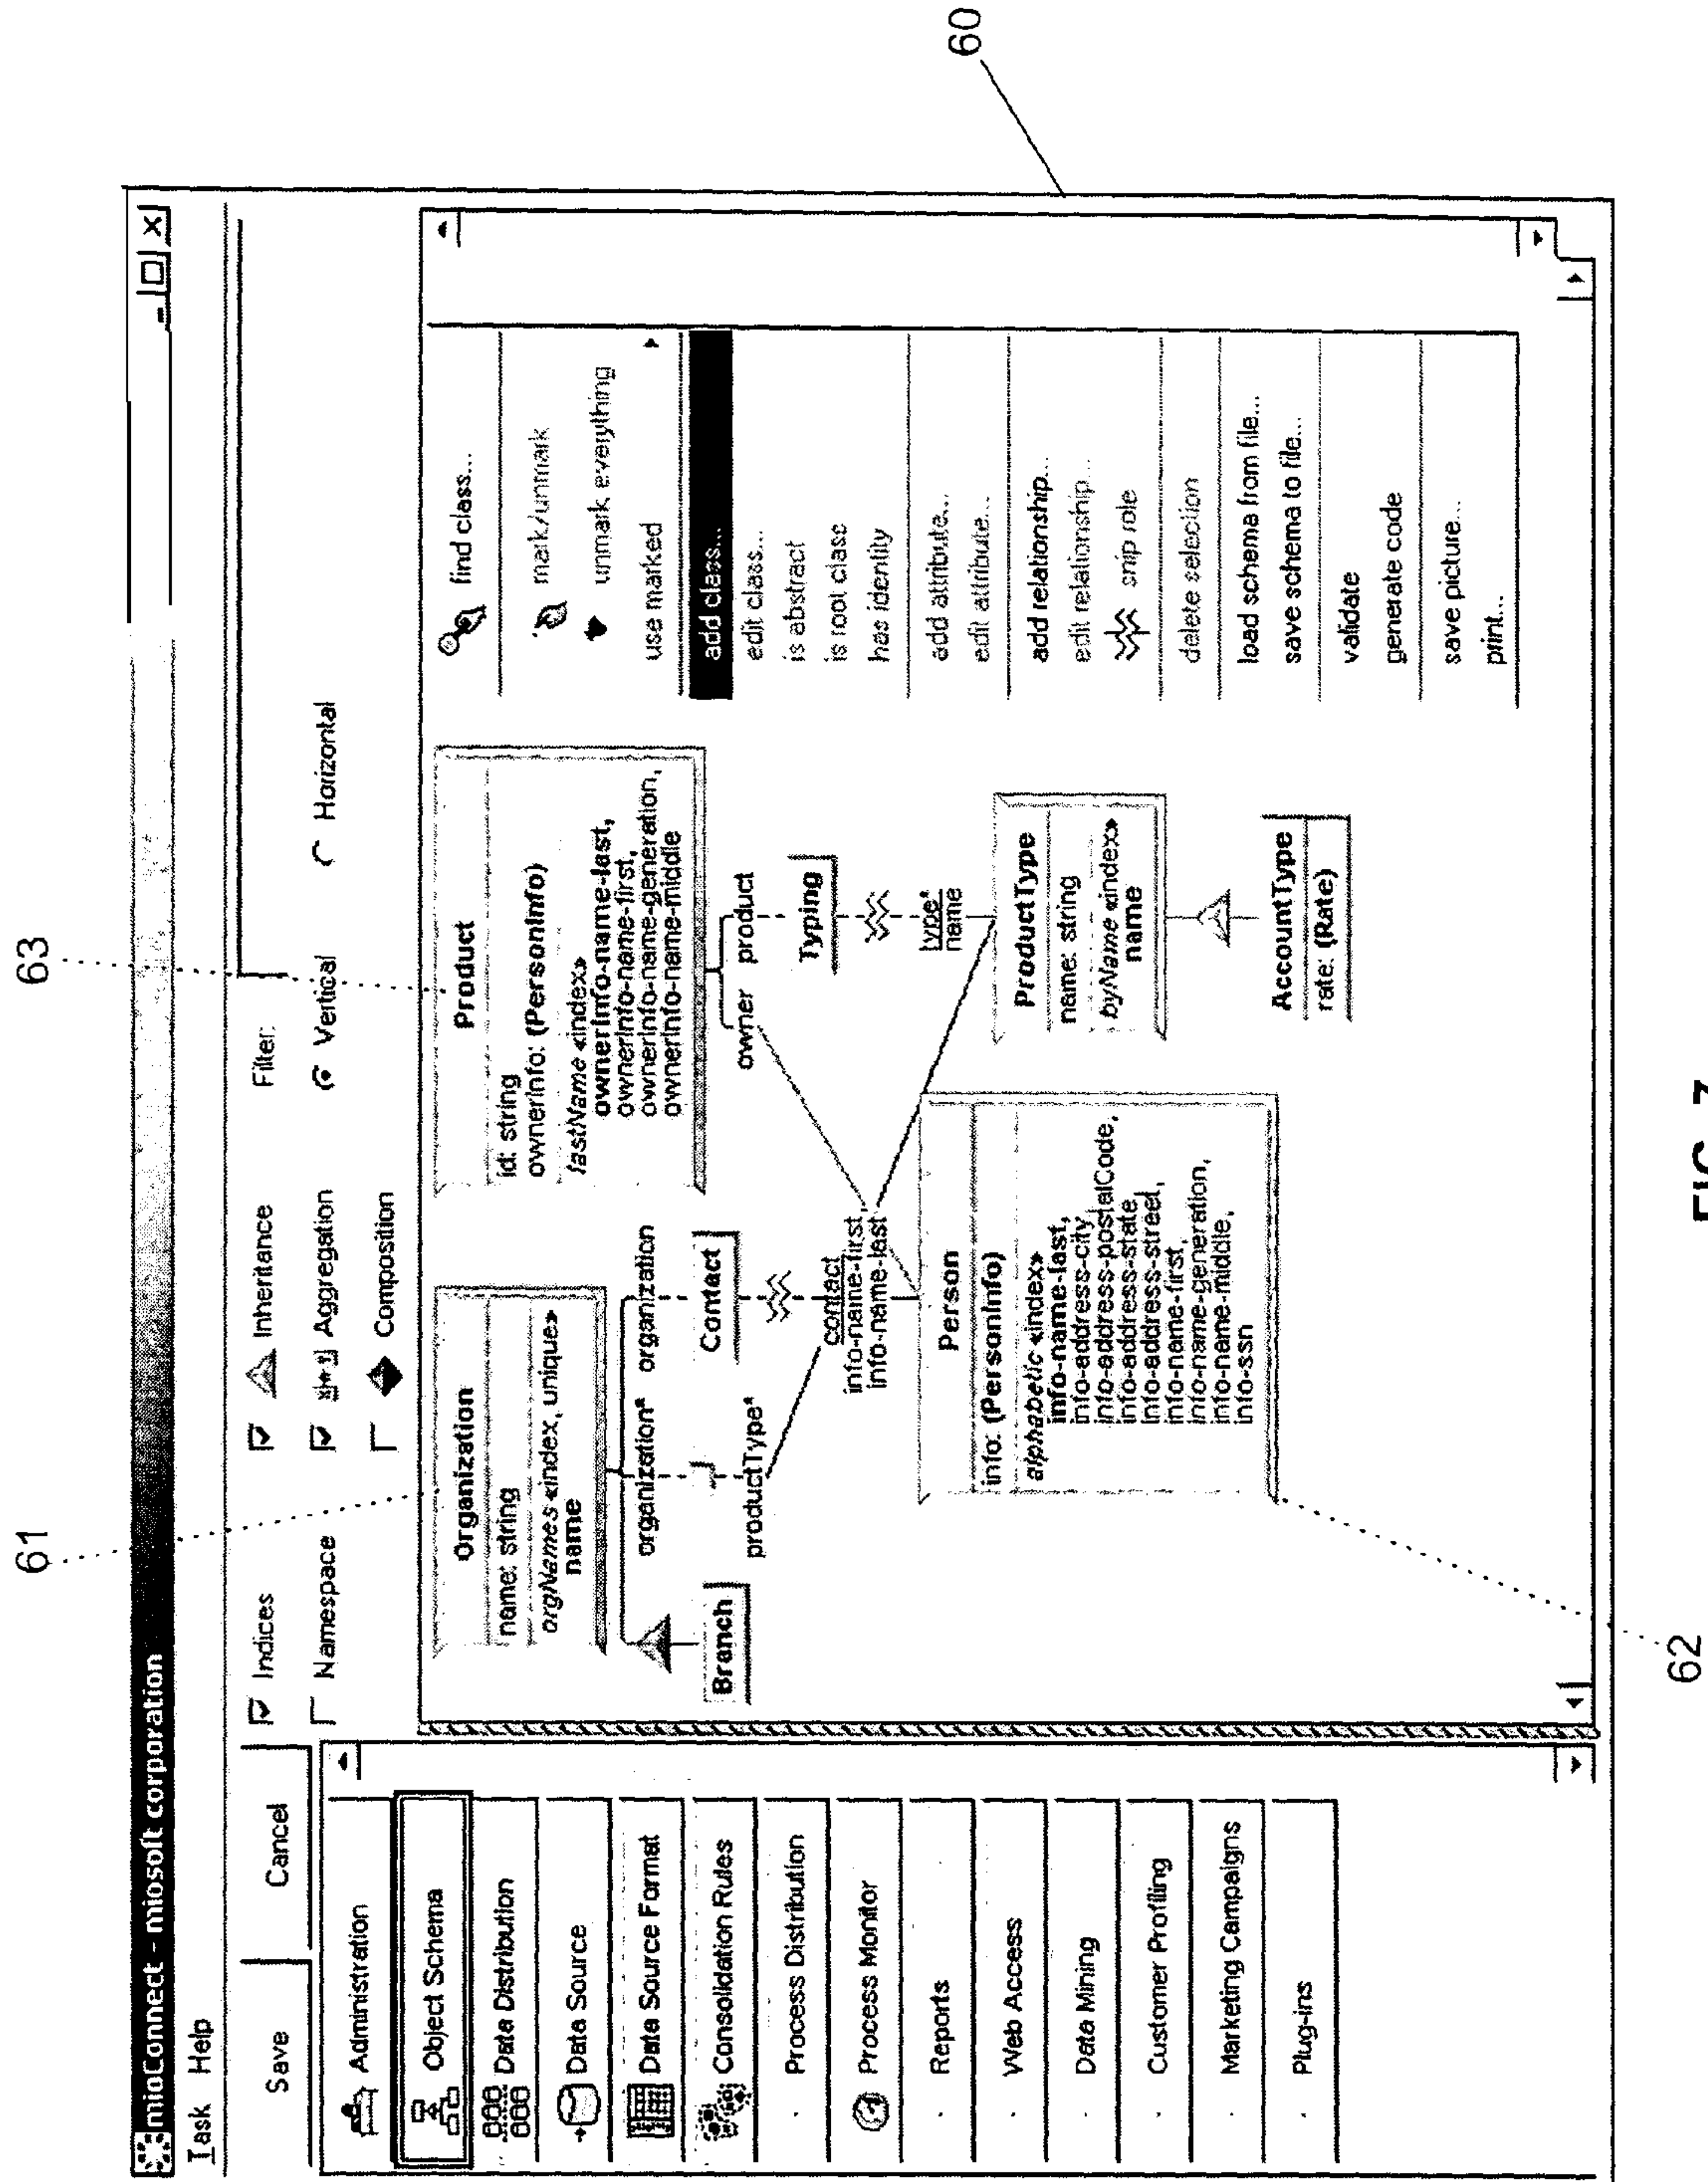 mioConnect - miosoft corporation
Task Help
Save Cancel
Administration
Object Schema
Data Distribution
Data Source
Data Source Format
Consolidation Rules
Process Distribution
Process Monitor
Reports
Web Access
Data Mining
Customer Profiling
Marketing Campaigns
Plug-ins
Indices Inheritance Filter:
Namespace Aggregation Vertical Horizontal
Composition
61
63
Organization
name: string
orgNames «index, unique»
name
Product
id: string
ownerInfo: (PersonInfo)
lastName «index»
ownerInfo-name-last,
ownerInfo-name-first,
ownerInfo-name-generation,
ownerInfo-name-middle
organization* organization
owner product
Branch
Contact
productType*
Typing
contact
info-name-first,
info-name-last
type*
name
Person
info: (PersonInfo)
alphabetic «index»
info-name-last,
info-address-city,
info-address-postalCode,
info-address-state,
info-address-street,
info-name-first,
info-name-generation,
info-name-middle,
info-ssn
ProductType
name: string
byName «index»
name
AccountType
rate: (Rate)
find class...
mark/unmark
unmark everything
use marked
add class...
edit class...
is abstract
is root class
has identity
add attribute...
edit attribute...
add relationship...
edit relationship...
snip role
delete selection
load schema from file...
save schema to file...
validate
generate code
save picture...
print...
60
62